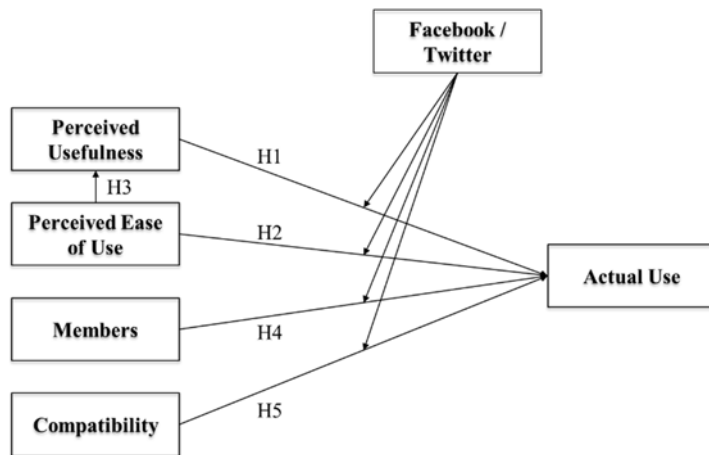 Facebook /
Twitter
Perceived
Usefulness
H1
H3
Perceived Ease
of Use
H2
Actual Use
Members
H4
Compatibility
H5